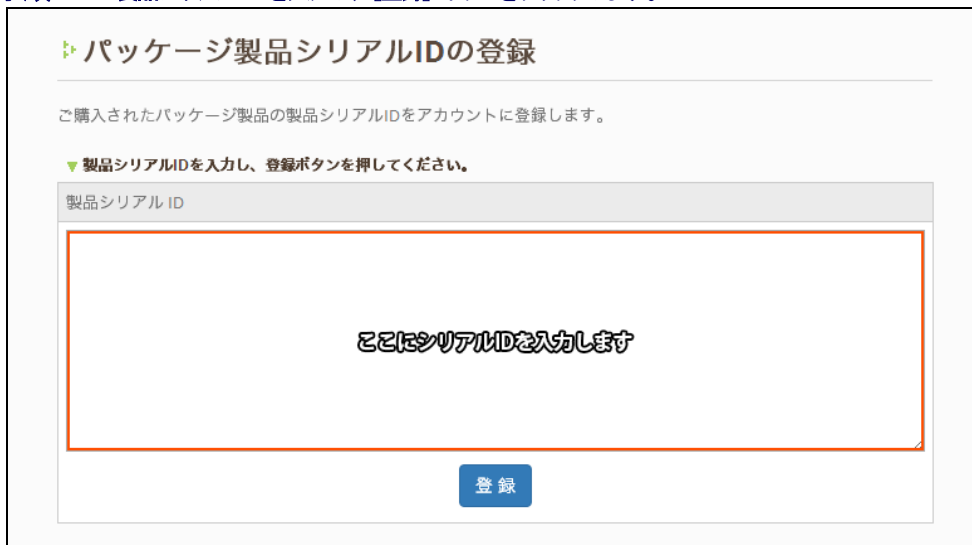 パッケージ製品シリアルIDの登録
ご購入されたパッケージ製品の製品シリアルIDをアカウントに登録します。
▼製品シリアルIDを入力し、登録ボタンを押してください。
製品シリアル ID
ここにシリアルIDを入力します
登 録